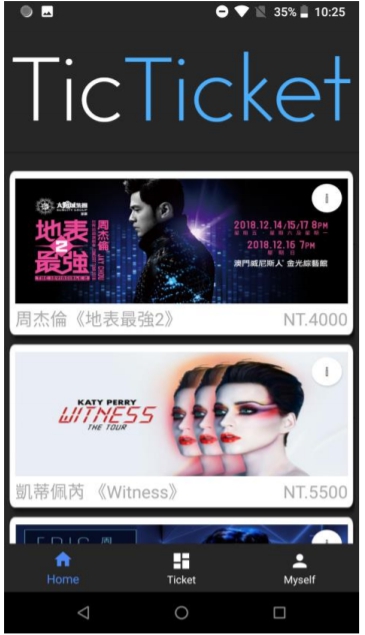 35% 10:25
TicTicket
地表
2
最強
周杰倫
2018.12.14/15/17 8PM
2018.12.16 7PM
澳門威尼斯人 金光綜藝館
周杰倫《地表最強2》 NT.4000
KATY PERRY
WITNESS
THE TOUR
凱蒂佩芮 《Witness》 NT.5500
ERIC 周
Home Ticket Myself